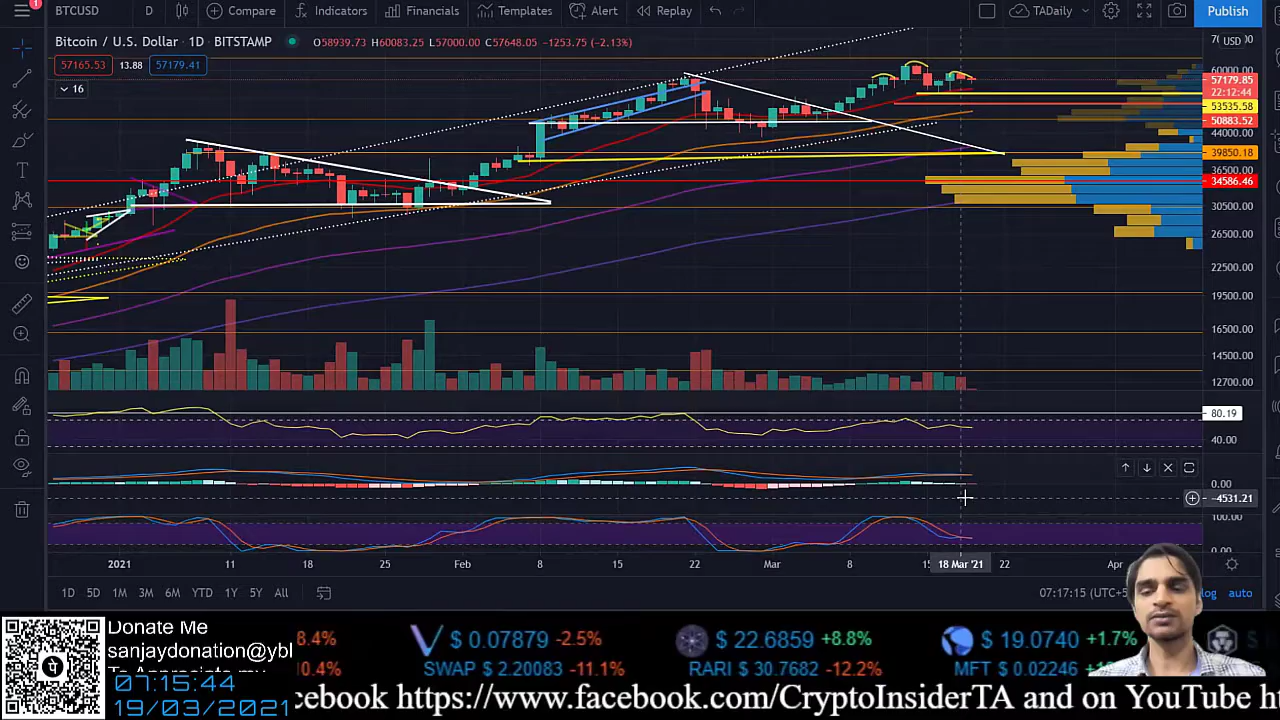 BTCUSD D Compare Indicators Financials Templates Alert Replay TADaily Publish
Bitcoin / U.S. Dollar 1D BITSTAMP O58939.73 H60083.25 L57000.00 C57648.05 −1253.75 (−2.13%)
USD
57165.53 13.88 57179.41
16
60000.00
57179.85
22:12:44
53535.58
50883.52
44000.00
39850.18
36500.00
34586.46
30500.00
26500.00
22500.00
19500.00
16500.00
14500.00
12700.00
80.19
40.00
0.00
−4531.21
100.00
0.00
2021 11 18 25 Feb 8 15 22 Mar 8 15 18 Mar '21 22 Apr
1D 5D 1M 3M 6M YTD 1Y 5Y All 07:17:15 (UTC+5 log auto
Donate Me
sanjaydonation@ybl
07:15:44
19/03/2021
8.4% $ 0.07879 -2.5% $ 22.6859 +8.8% $ 19.0740 +1.7%
10.4% SWAP $ 2.20083 -11.1% RARI $ 30.7682 -12.2% MFT $ 0.02246
cebook https://www.facebook.com/CryptoInsiderTA and on YouTube h